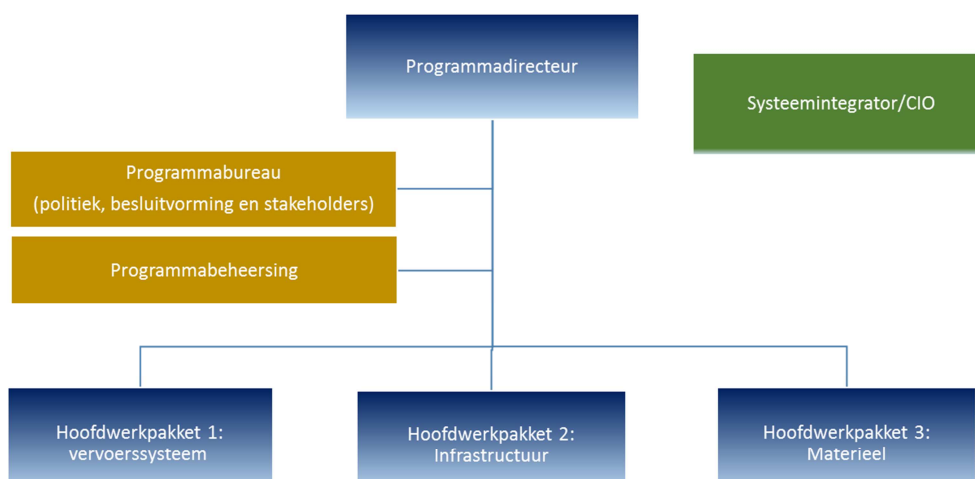 Programmadirecteur
Systeemintegrator/CIO
Programmabureau
(politiek, besluitvorming en stakeholders)
Programmabeheersing
Hoofdwerkpakket 1:
vervoerssysteem
Hoofdwerkpakket 2:
Infrastructuur
Hoofdwerkpakket 3:
Materieel